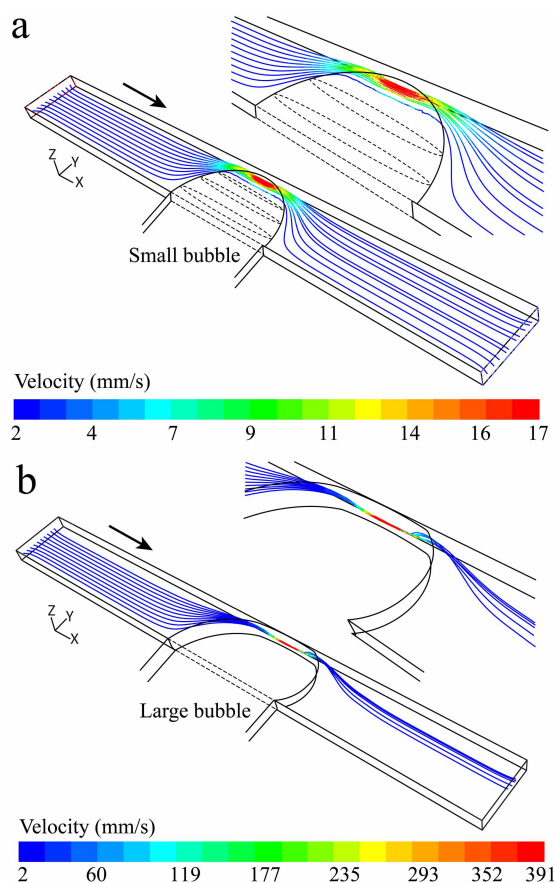 a
Z
Y
X
Small bubble
Velocity (mm/s)
2 4 7 9 11 14 16 17
b
Z
Y
X
Large bubble
Velocity (mm/s)
2 60 119 177 235 293 352 391